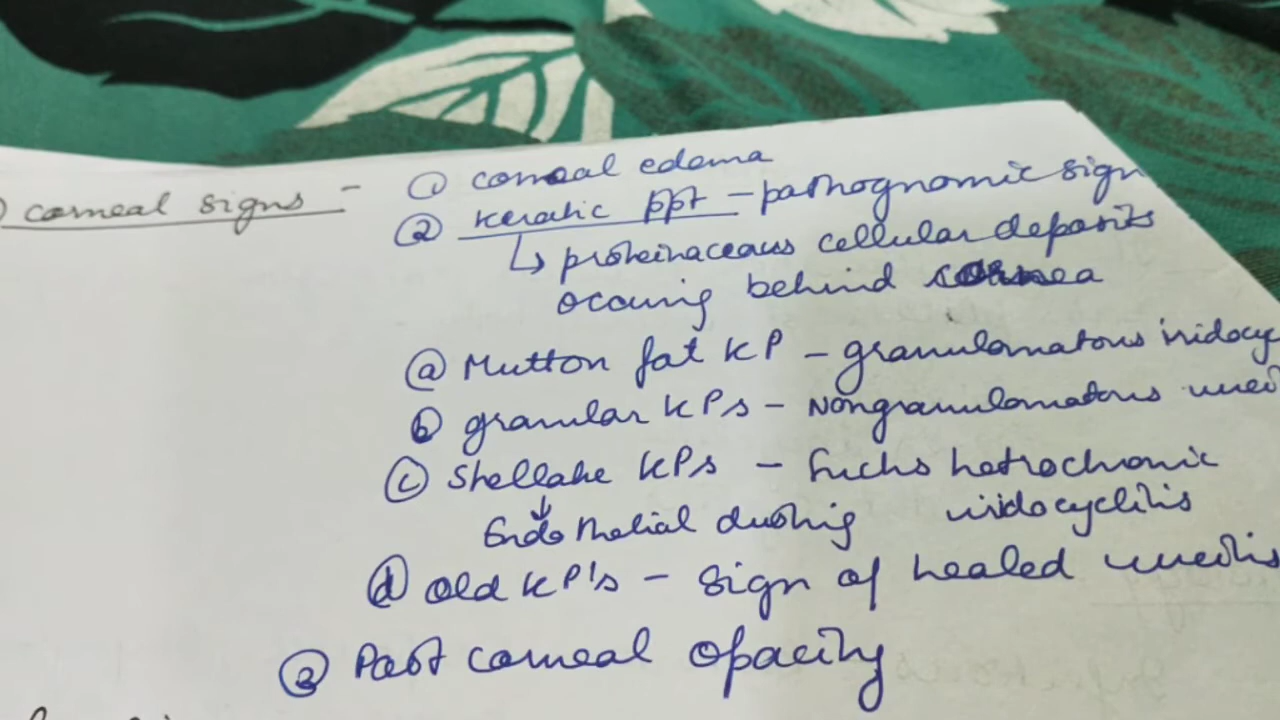 corneal signs -
① corneal edema
② keratic ppt - pathognomic sign
↳ proteinaceous cellular deposits
occuring behind cornea
ⓐ Mutton fat KP - granulomatous iridocy
ⓑ granular KPs - Nongranulomatous uvei
ⓒ Stellate KPs - Fuchs hetrochromic
↓
Endothelial dusting iridocyclitis
ⓓ Old KP's - sign of healed uveitis
③ Post corneal opacity